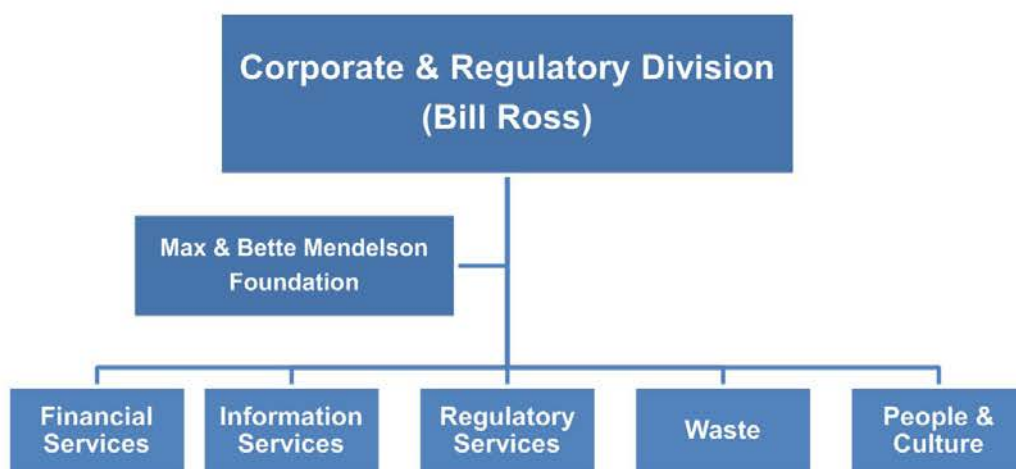 Corporate & Regulatory Division
(Bill Ross)
Max & Bette Mendelson
Foundation
Financial
Services
Information
Services
Regulatory
Services
Waste
People &
Culture